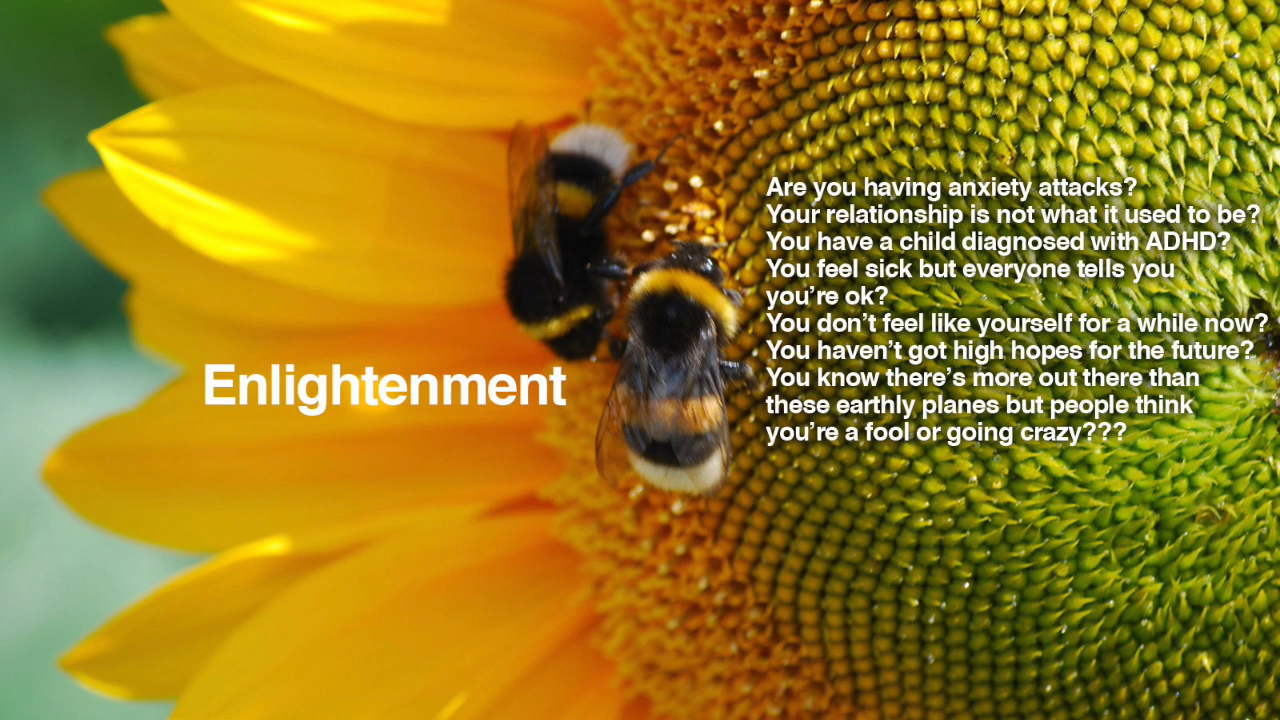 Enlightenment
Are you having anxiety attacks?
Your relationship is not what it used to be?
You have a child diagnosed with ADHD?
You feel sick but everyone tells you
you’re ok?
You don’t feel like yourself for a while now?
You haven’t got high hopes for the future?
You know there’s more out there than
these earthly planes but people think
you’re a fool or going crazy???